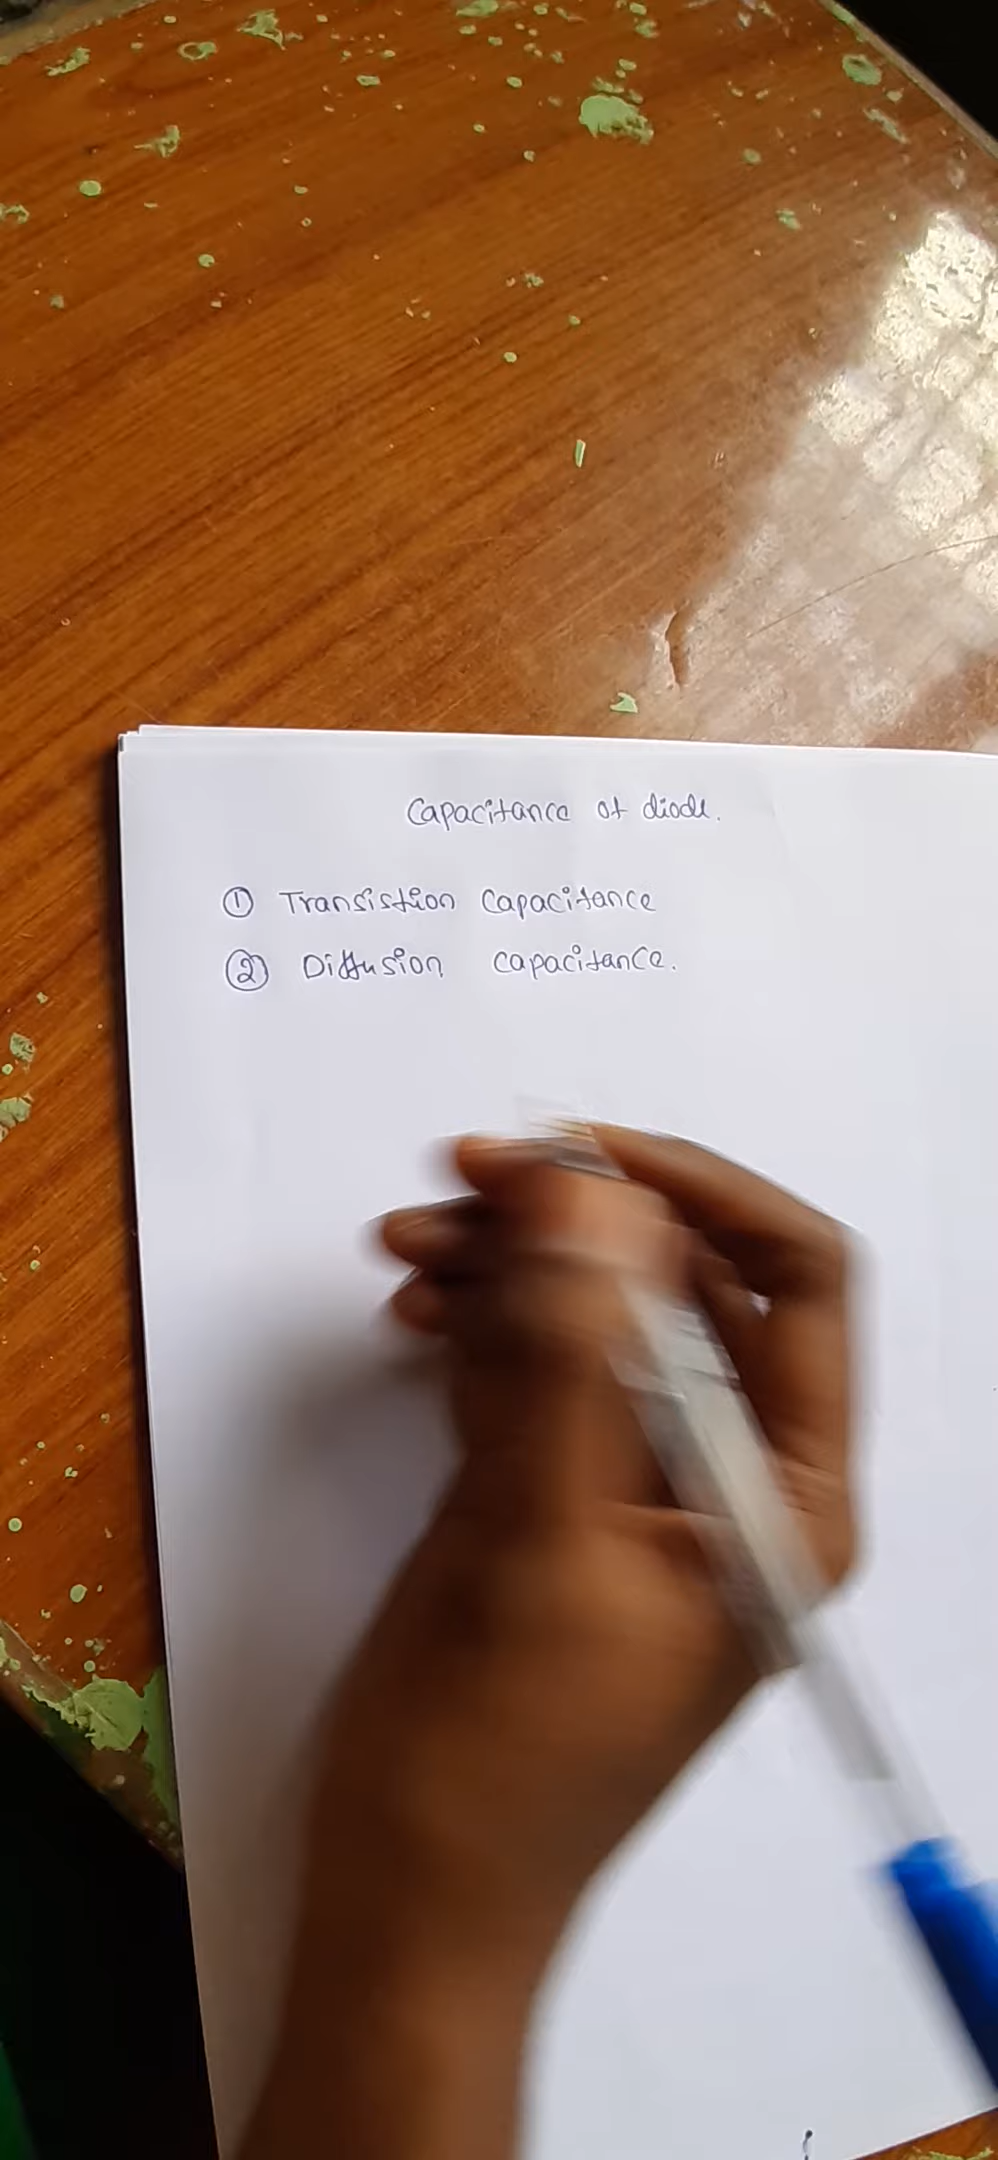 Capacitance of diode.
① Transistion Capacitance
② Diffusion capacitance.